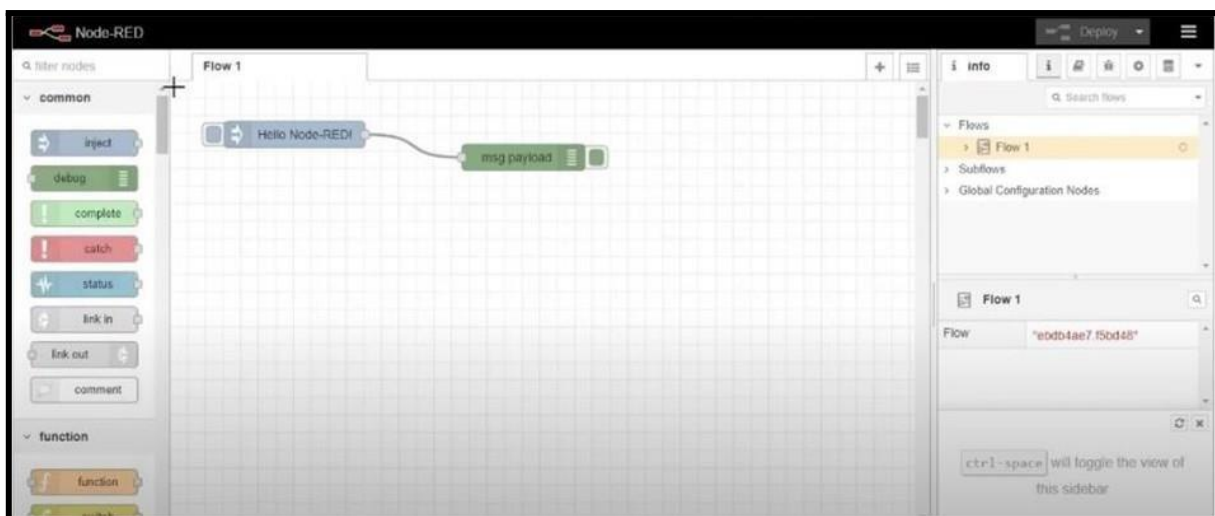 Node-RED
Deploy
filter nodes
Flow 1
info
common
Search flows
Flows
Flow 1
Subflows
Global Configuration Nodes
inject
debug
complete
catch
status
link in
link out
comment
function
function
switch
Hello Node-RED!
msg payload
Flow 1
Flow
"ebdb4ae7.f5bd48"
ctrl-space will toggle the view of
this sidebar